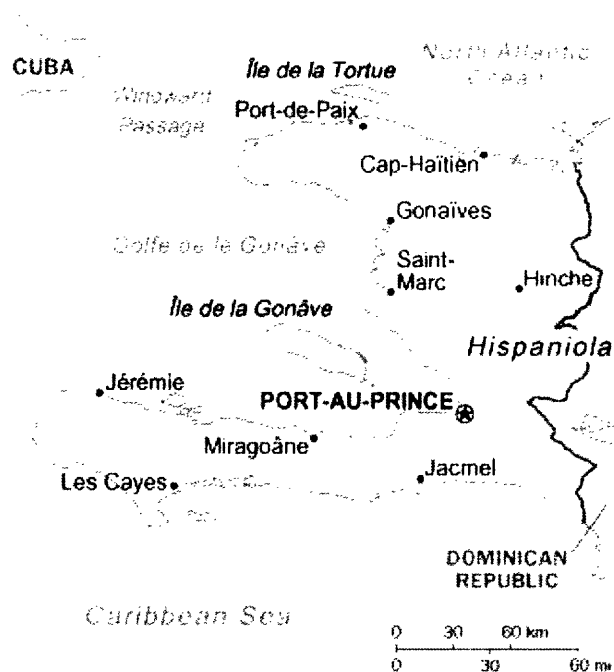 North Atlantic
Ocean
CUBA
Île de la Tortue
Windward
Passage
Port-de-Paix
Cap-Haïtien
Gonaïves
Golfe de la Gonâve
Saint-
Marc
Hinche
Île de la Gonâve
Hispaniola
Jérémie
PORT-AU-PRINCE
Miragoâne
Jacmel
Les Cayes
DOMINICAN
REPUBLIC
Caribbean Sea
0 30 60 km
0 30 60 mi